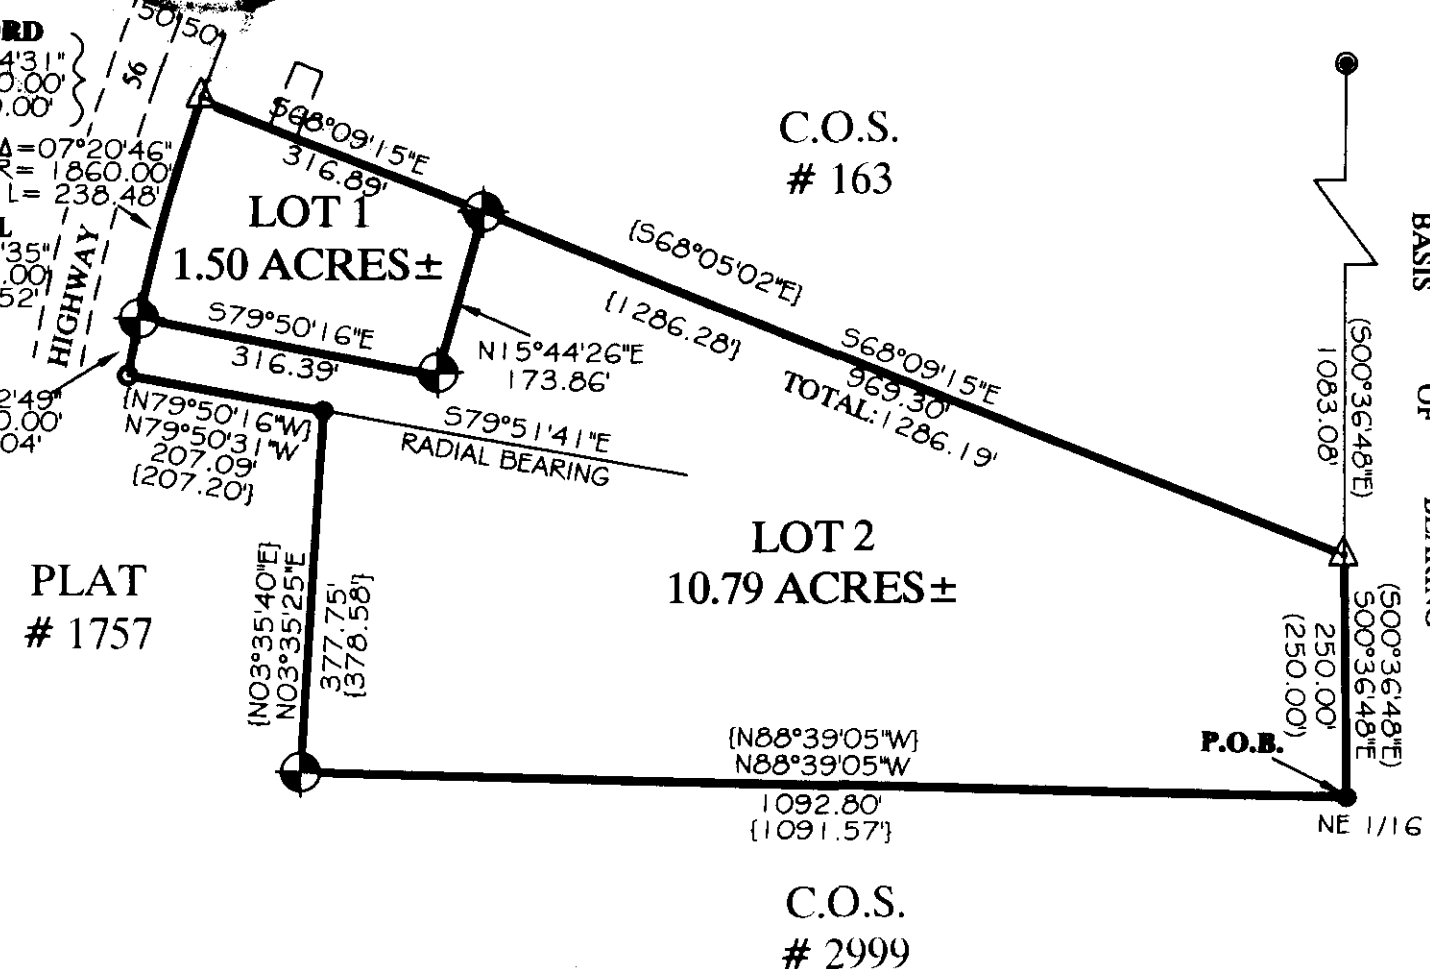 50' 50'
RD
4'31"
0.00'
.00'
56
Δ=07°20'46"
R= 1860.00'
L= 238.48'
L
'35"
.00'
52'
HIGHWAY
2'49"
0.00'
04'
S68°09'15"E
316.89'
LOT 1
1.50 ACRES±
S79°50'16"E
316.39'
N15°44'26"E
173.86'
{N79°50'16"W}
N79°50'31"W
207.09'
{207.20'}
S79°51'41"E
RADIAL BEARING
C.O.S.
# 163
{S68°05'02"E}
{1286.28'}
S68°09'15"E
969.30'
TOTAL:1286.19'
(S00°36'48"E)
1083.08'
BASIS
OF
LOT 2
10.79 ACRES±
PLAT
# 1757
{N03°35'40"E}
N03°35'25"E
377.75'
{378.58'}
(S00°36'48"E)
S00°36'48"E
250.00'
(250.00')
P.O.B.
NE 1/16
{N88°39'05"W}
N88°39'05"W
1092.80'
{1091.57'}
C.O.S.
# 2999